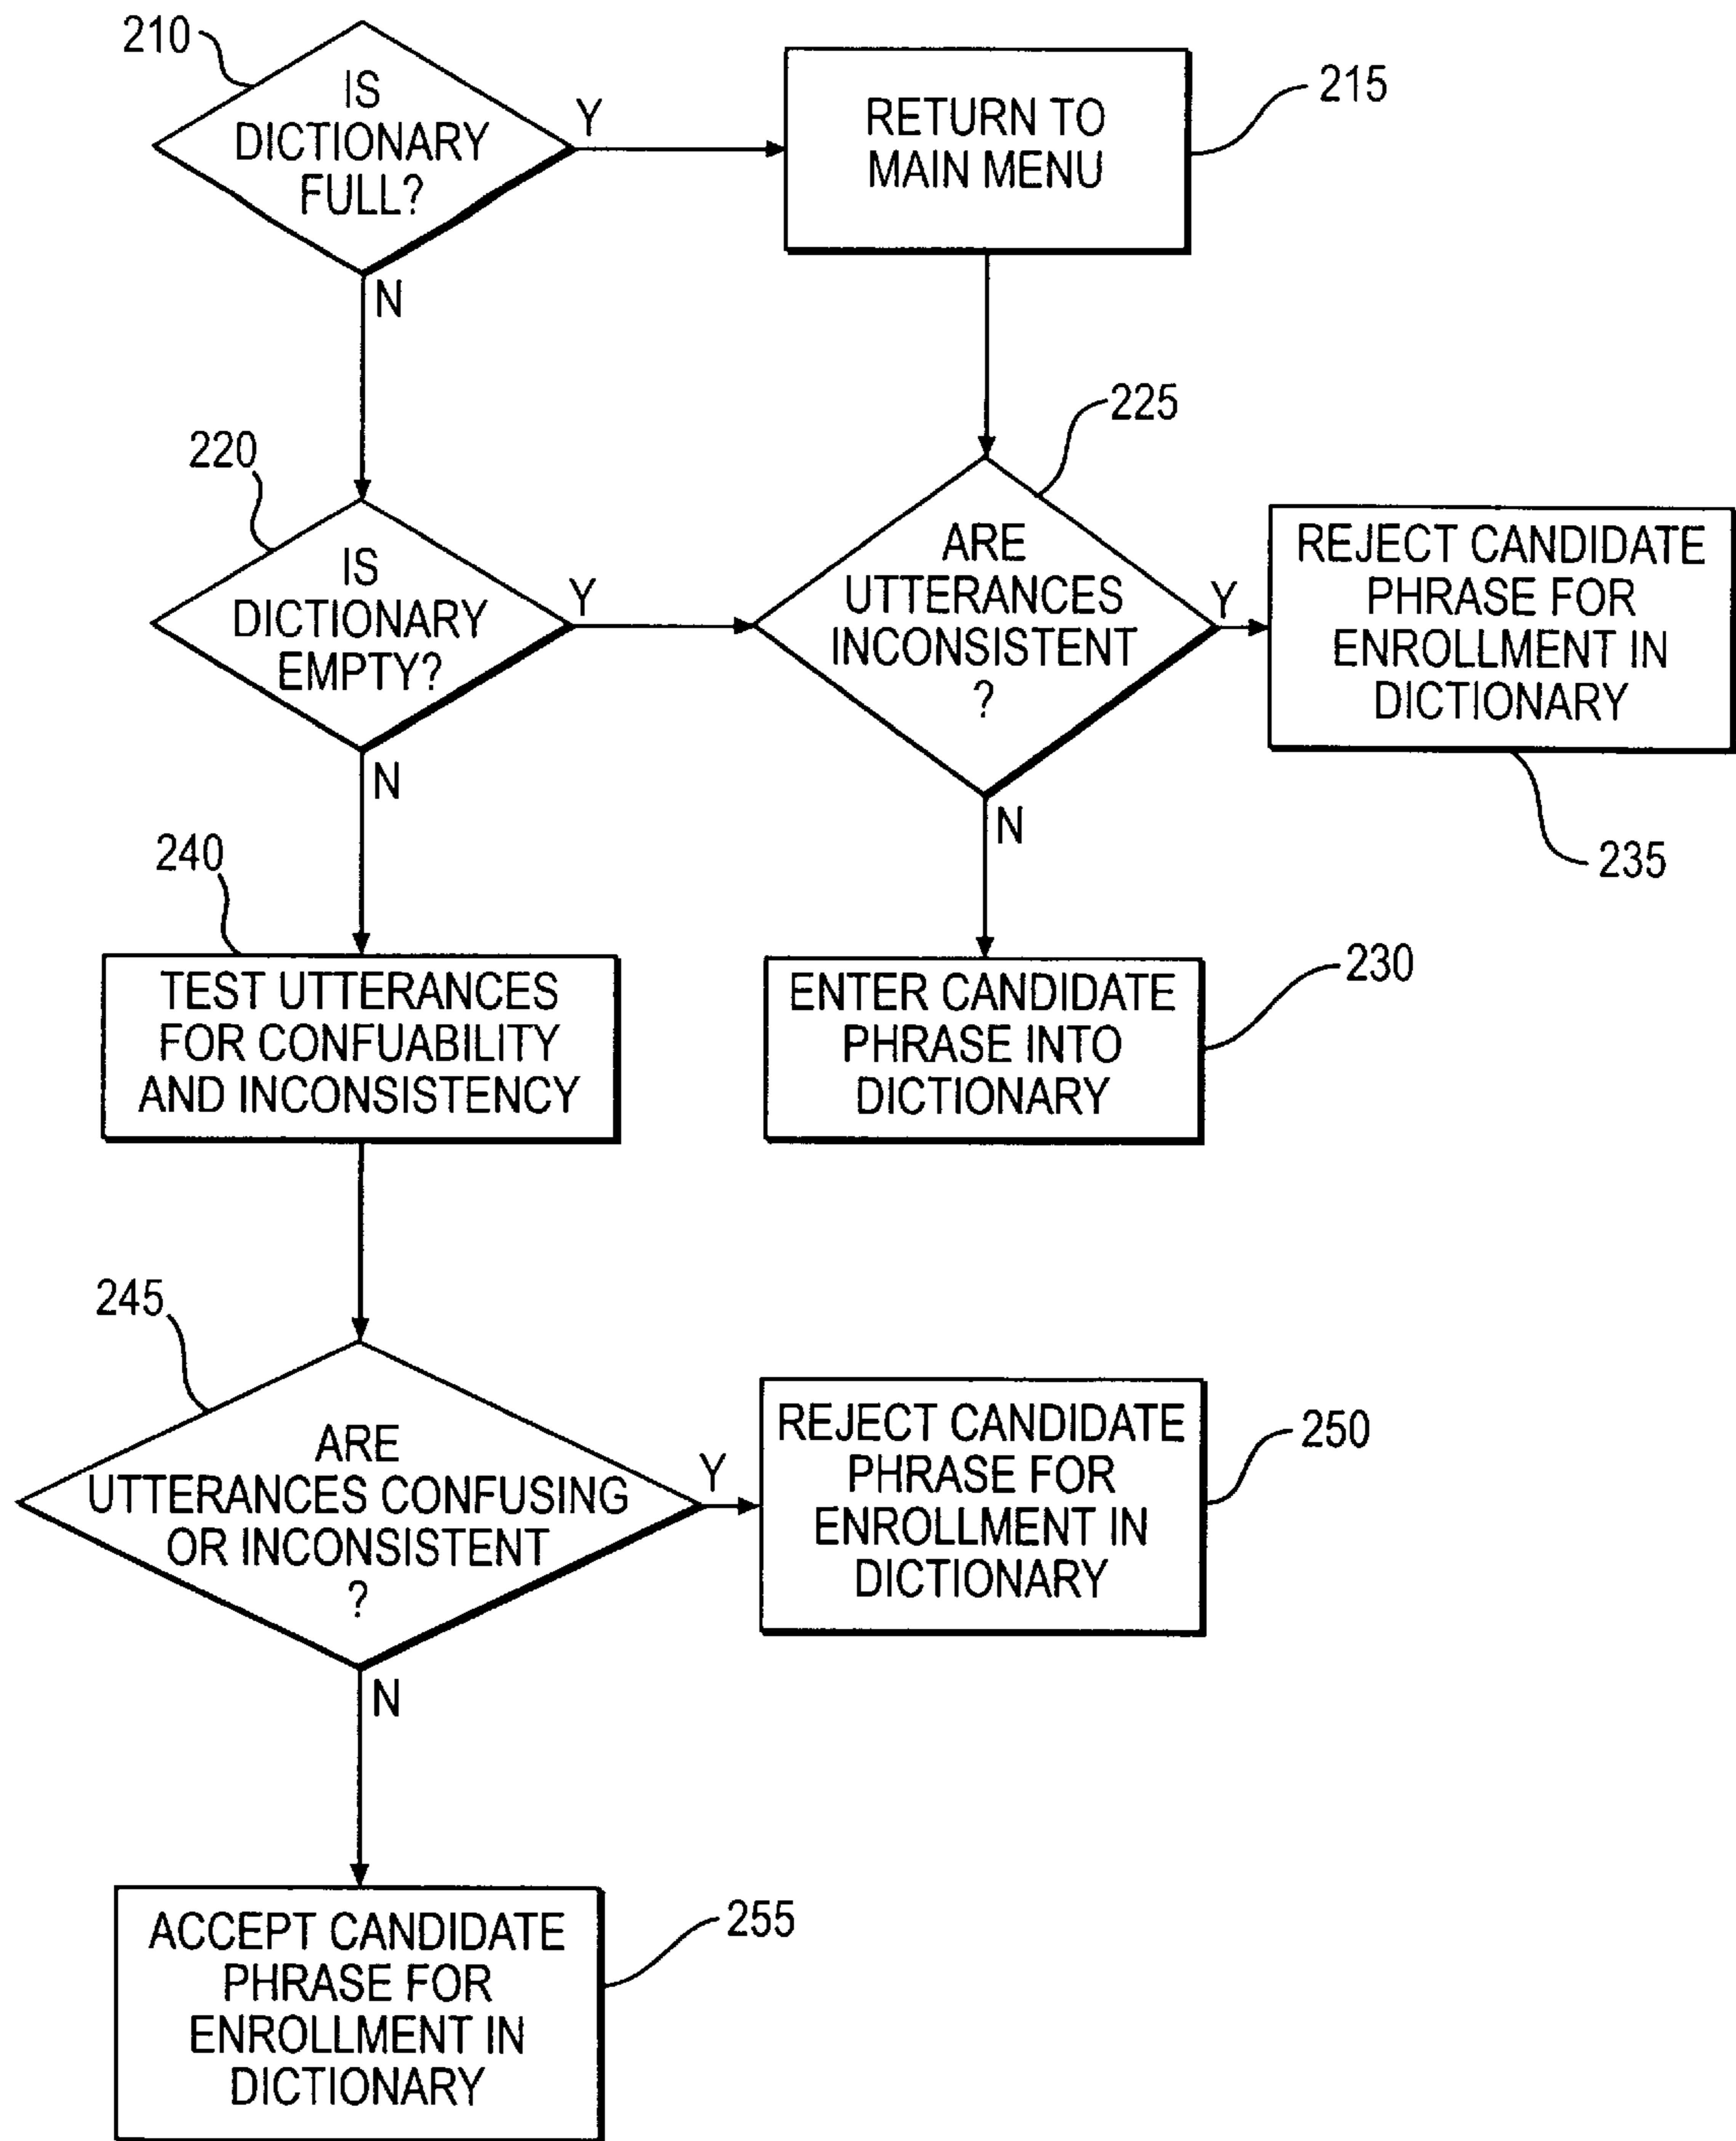 210
IS
DICTIONARY
FULL?
Y
N
RETURN TO
MAIN MENU
215
220
IS
DICTIONARY
EMPTY?
Y
N
225
ARE
UTTERANCES
INCONSISTENT
?
Y
N
REJECT CANDIDATE
PHRASE FOR
ENROLLMENT IN
DICTIONARY
235
240
TEST UTTERANCES
FOR CONFUABILITY
AND INCONSISTENCY
ENTER CANDIDATE
PHRASE INTO
DICTIONARY
230
245
ARE
UTTERANCES CONFUSING
OR INCONSISTENT
?
Y
N
REJECT CANDIDATE
PHRASE FOR
ENROLLMENT IN
DICTIONARY
250
ACCEPT CANDIDATE
PHRASE FOR
ENROLLMENT IN
DICTIONARY
255